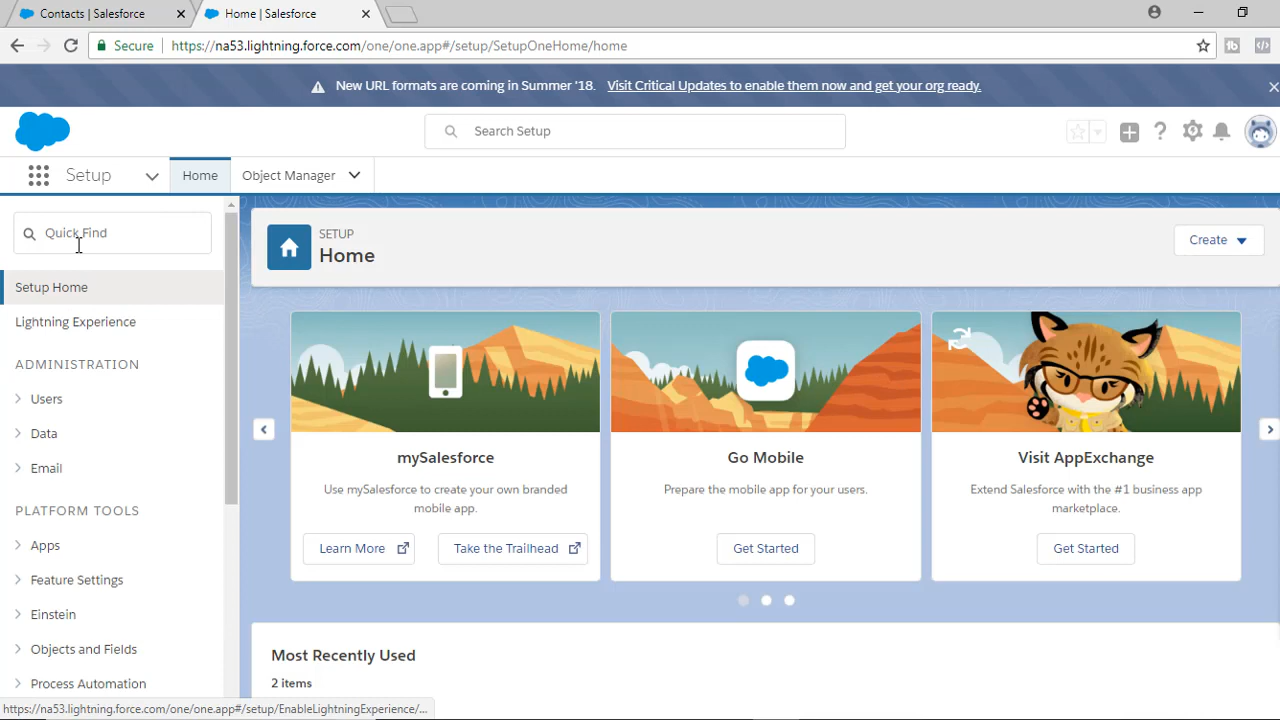 Contacts | Salesforce
Home | Salesforce
Secure
https://na53.lightning.force.com/one/one.app#/setup/SetupOneHome/home
New URL formats are coming in Summer '18. Visit Critical Updates to enable them now and get your org ready.
Search Setup
Setup
Home
Object Manager
Quick Find
Setup Home
Lightning Experience
ADMINISTRATION
Users
Data
Email
PLATFORM TOOLS
Apps
Feature Settings
Einstein
Objects and Fields
Process Automation
SETUP
Home
Create
mySalesforce
Use mySalesforce to create your own branded
mobile app.
Learn More
Take the Trailhead
Go Mobile
Prepare the mobile app for your users.
Get Started
Visit AppExchange
Extend Salesforce with the #1 business app
marketplace.
Get Started
Most Recently Used
2 items
https://na53.lightning.force.com/one/one.app#/setup/EnableLightningExperience/...